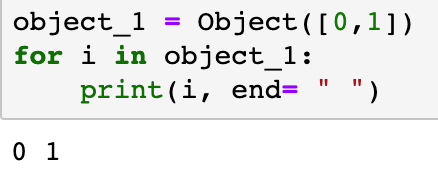 object_1 = Object([0,1])
for i in object_1:
    print(i, end= " ")
0 1